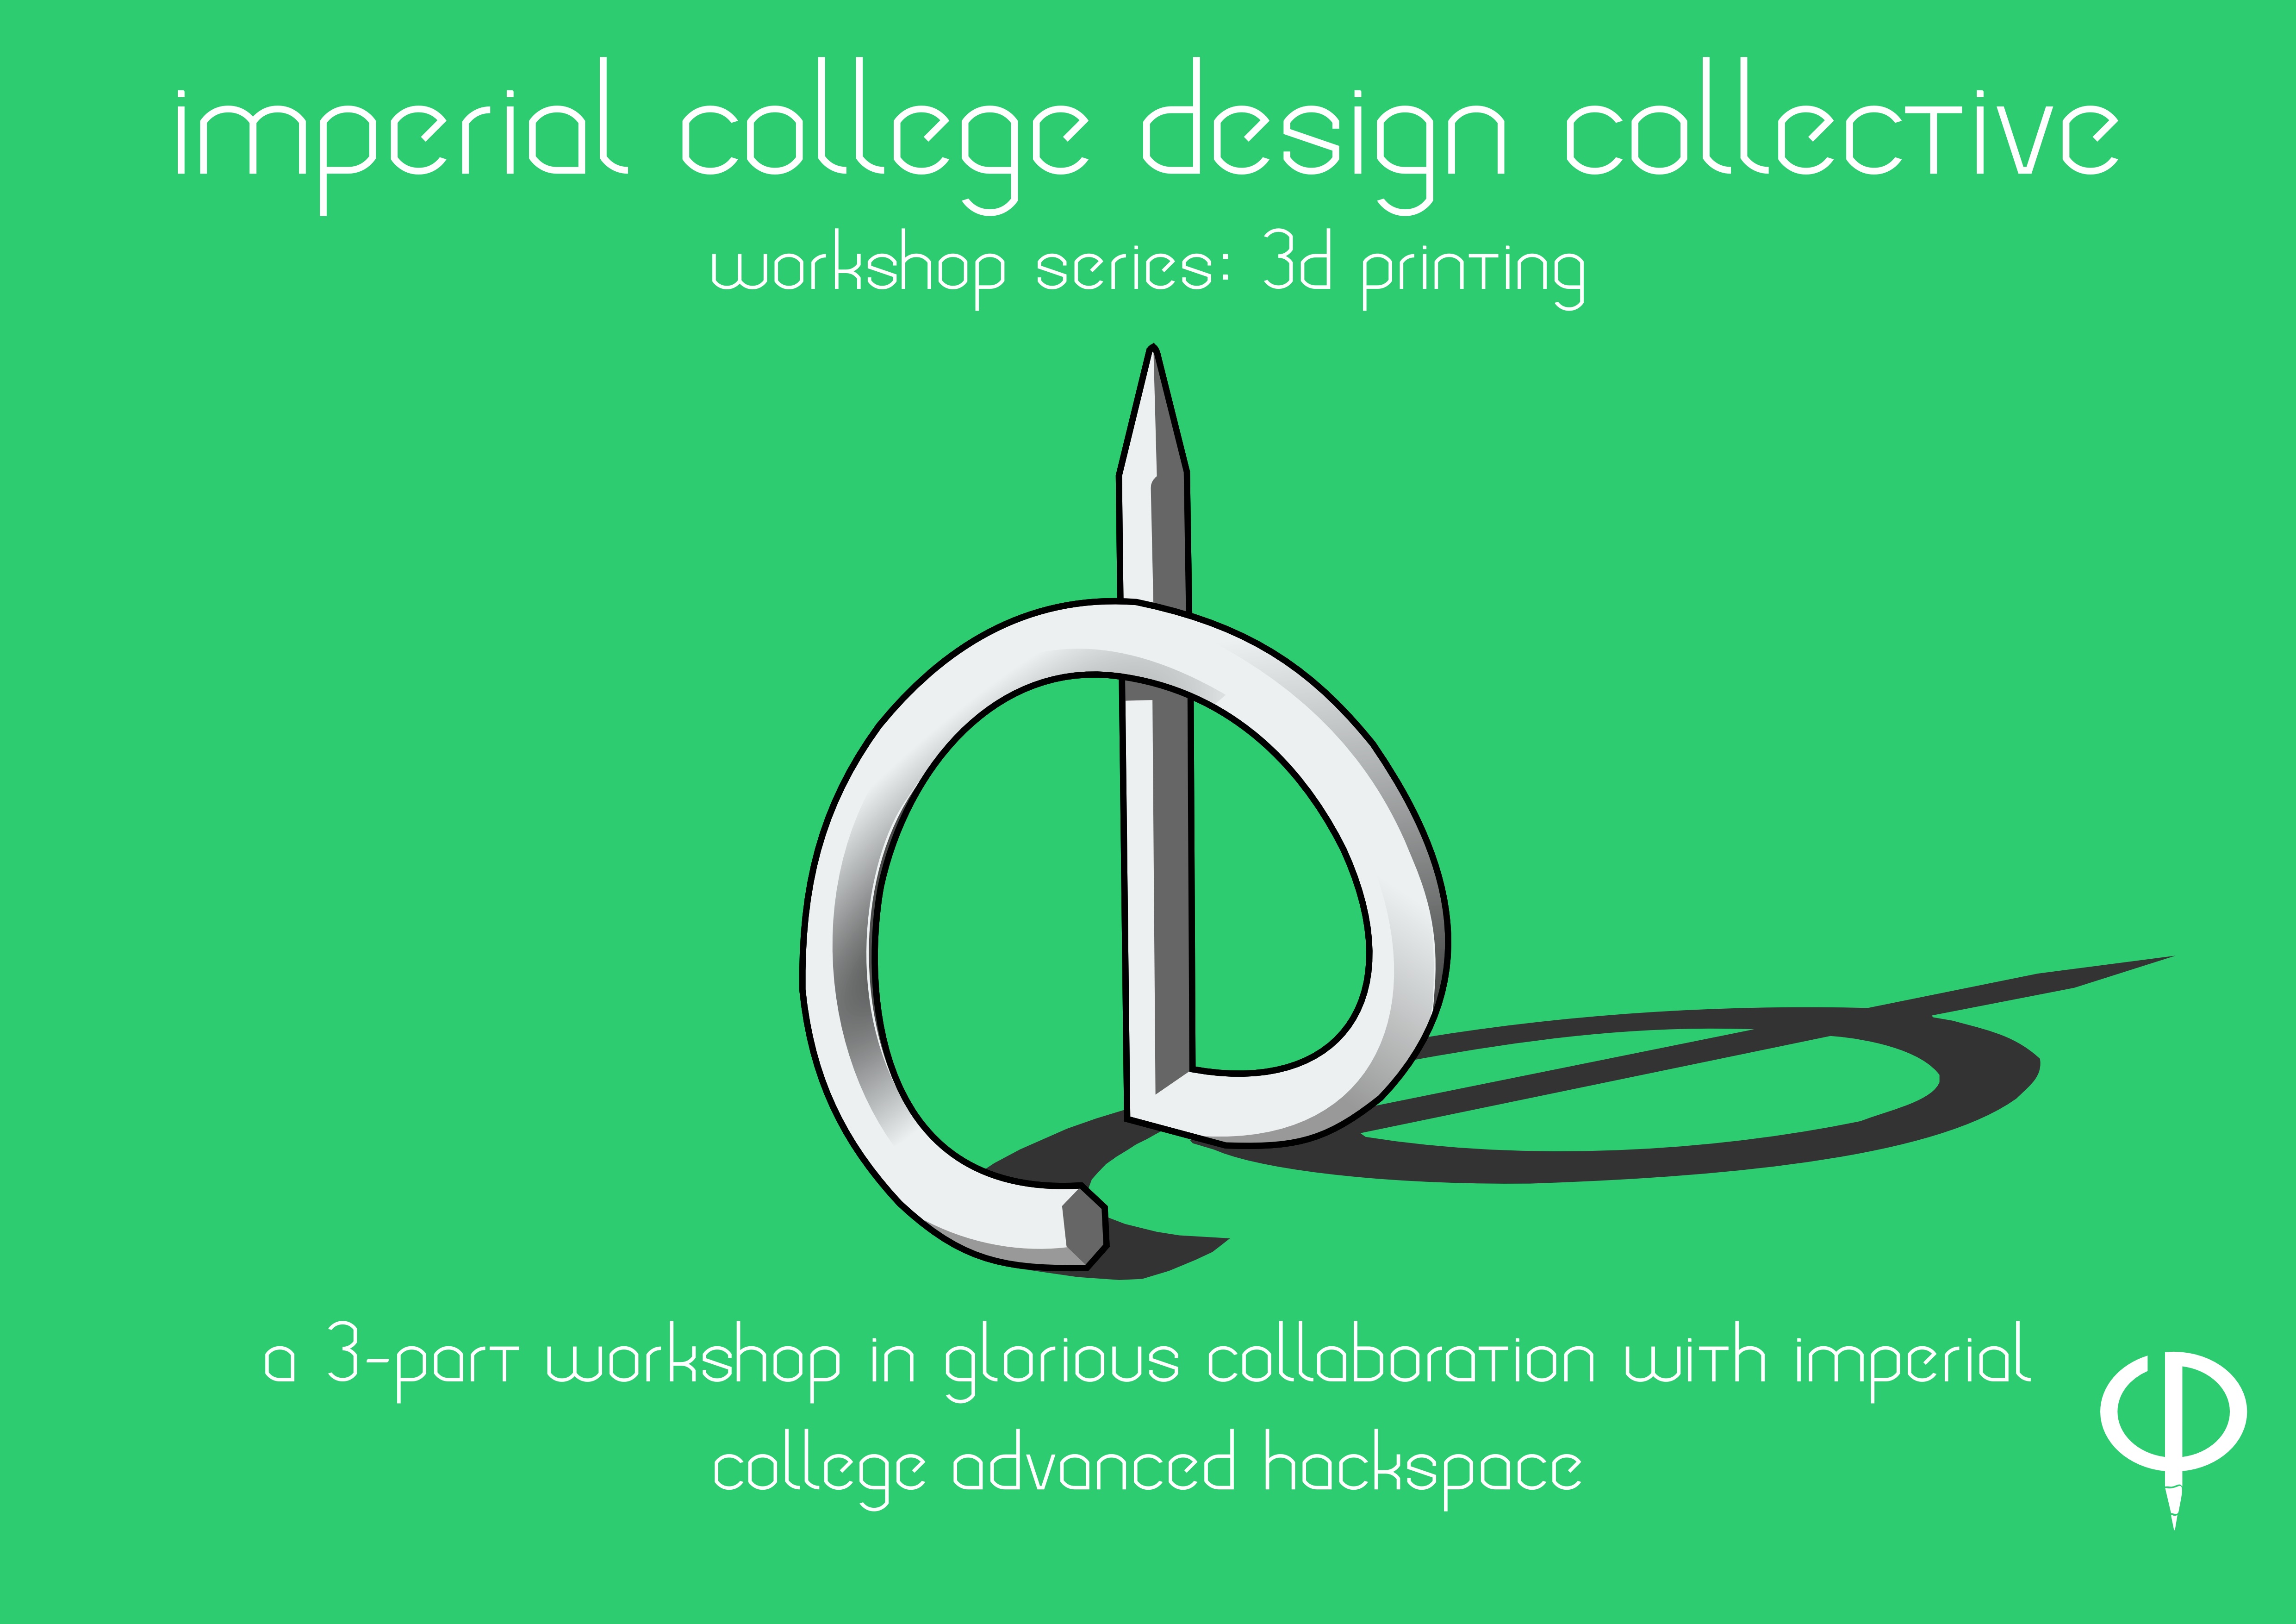 imperial college design collective
workshop series: 3d printing
a 3-part workshop in glorious collaboration with imperial
college advanced hackspace